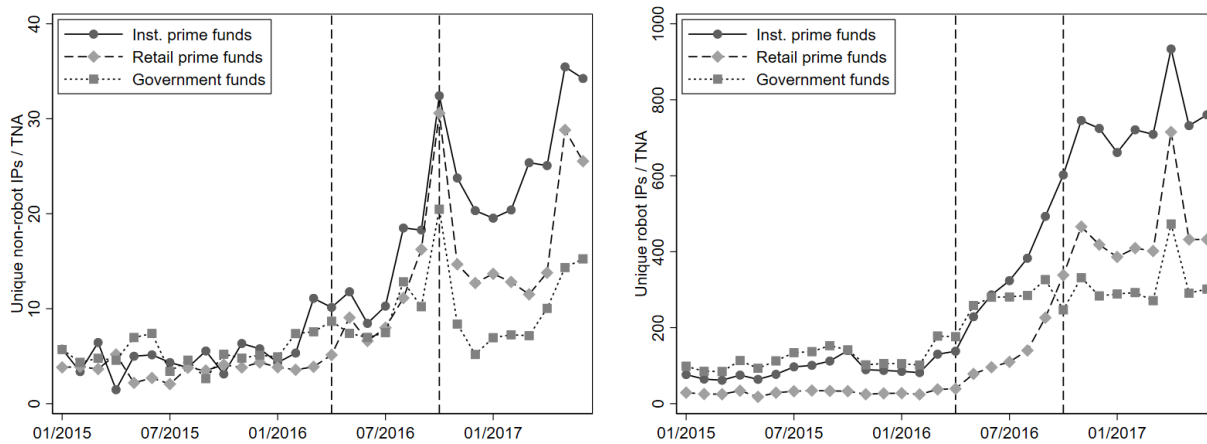 Unique non-robot IPs / TNA
0
10
20
30
40
Inst. prime funds
Retail prime funds
Government funds
01/2015
07/2015
01/2016
07/2016
01/2017
Unique robot IPs / TNA
0
200
400
600
800
1000
Inst. prime funds
Retail prime funds
Government funds
01/2015
07/2015
01/2016
07/2016
01/2017